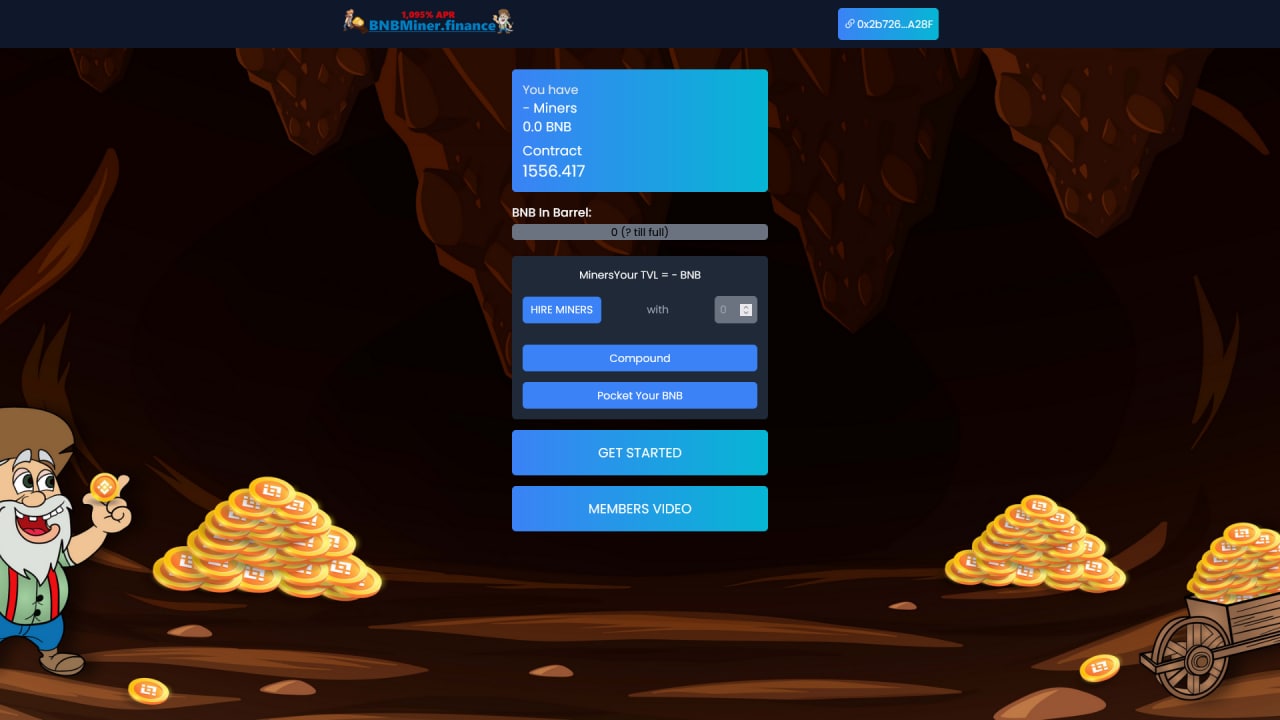 1,095% APR
BNBMiner.finance
0x2b726...A2BF
You have
- Miners
0.0 BNB
Contract
1556.417
BNB In Barrel:
0 (? till full)
MinersYour TVL = - BNB
HIRE MINERS with 0
Compound
Pocket Your BNB
GET STARTED
MEMBERS VIDEO